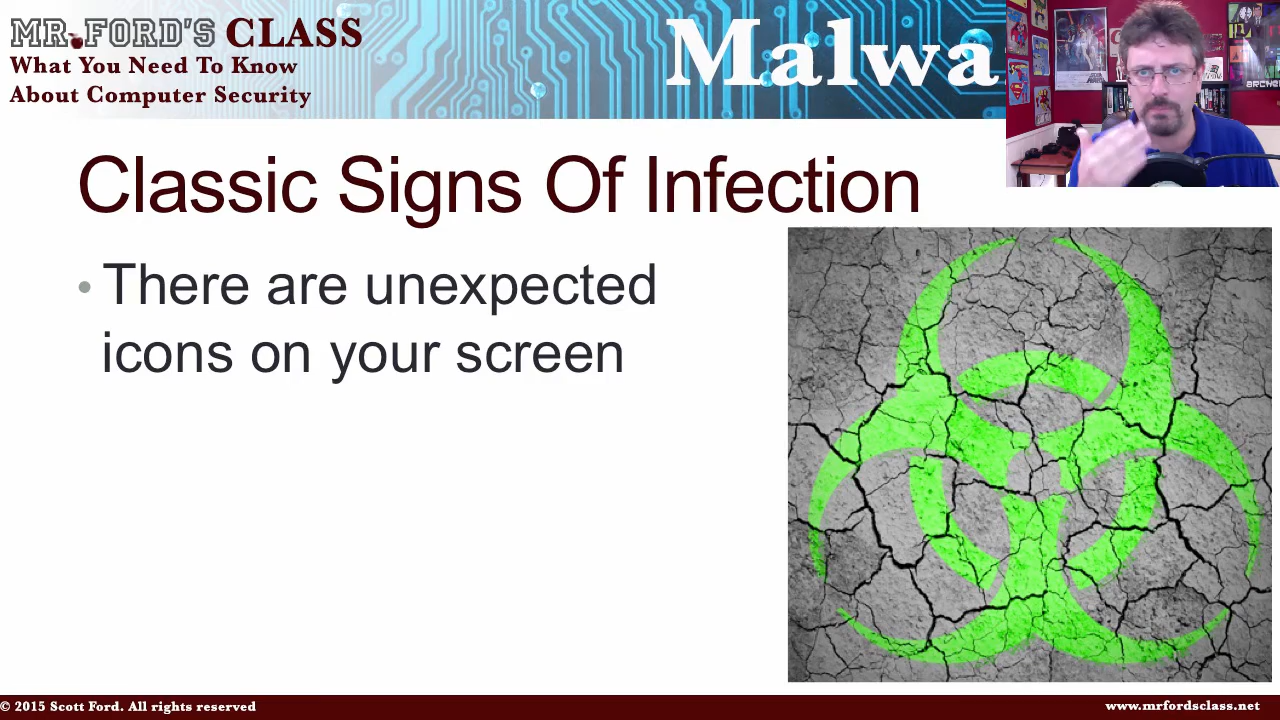 MR. FORD'S CLASS
What You Need To Know
About Computer Security
Malwa
ARCHER
Classic Signs Of Infection
• There are unexpected
icons on your screen
© 2015 Scott Ford. All rights reserved
www.mrfordsclass.net